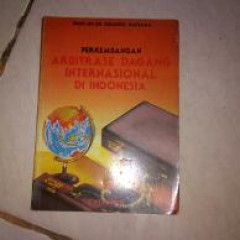 PERKEMBANGAN
ARBITRASE DAGANG
INTERNASIONAL
DI INDONESIA